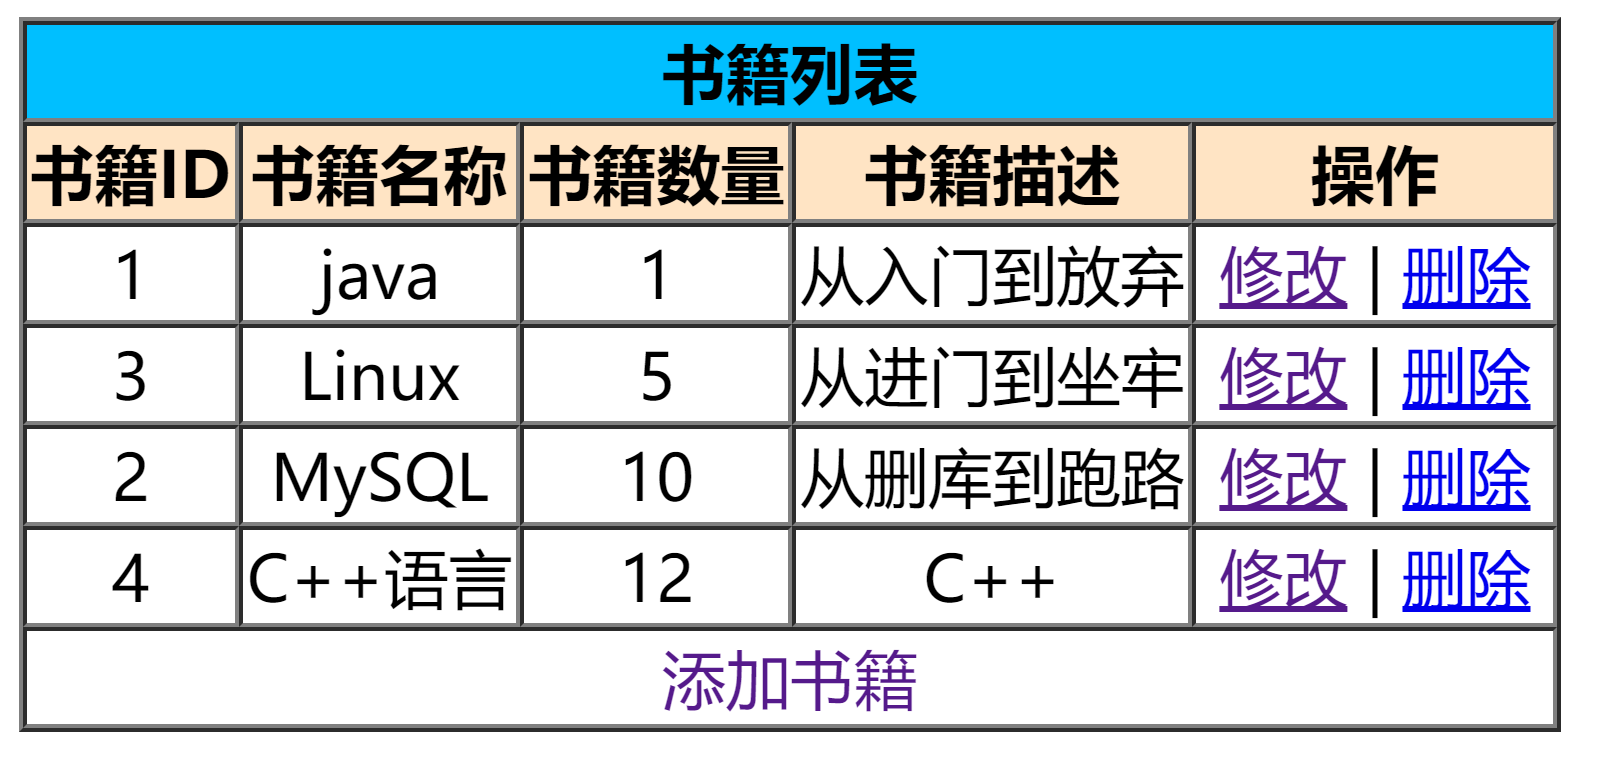 书籍列表
书籍ID 书籍名称 书籍数量 书籍描述 操作
1 java 1 从入门到放弃 修改 | 删除
3 Linux 5 从进门到坐牢 修改 | 删除
2 MySQL 10 从删库到跑路 修改 | 删除
4 C++语言 12 C++ 修改 | 删除
添加书籍